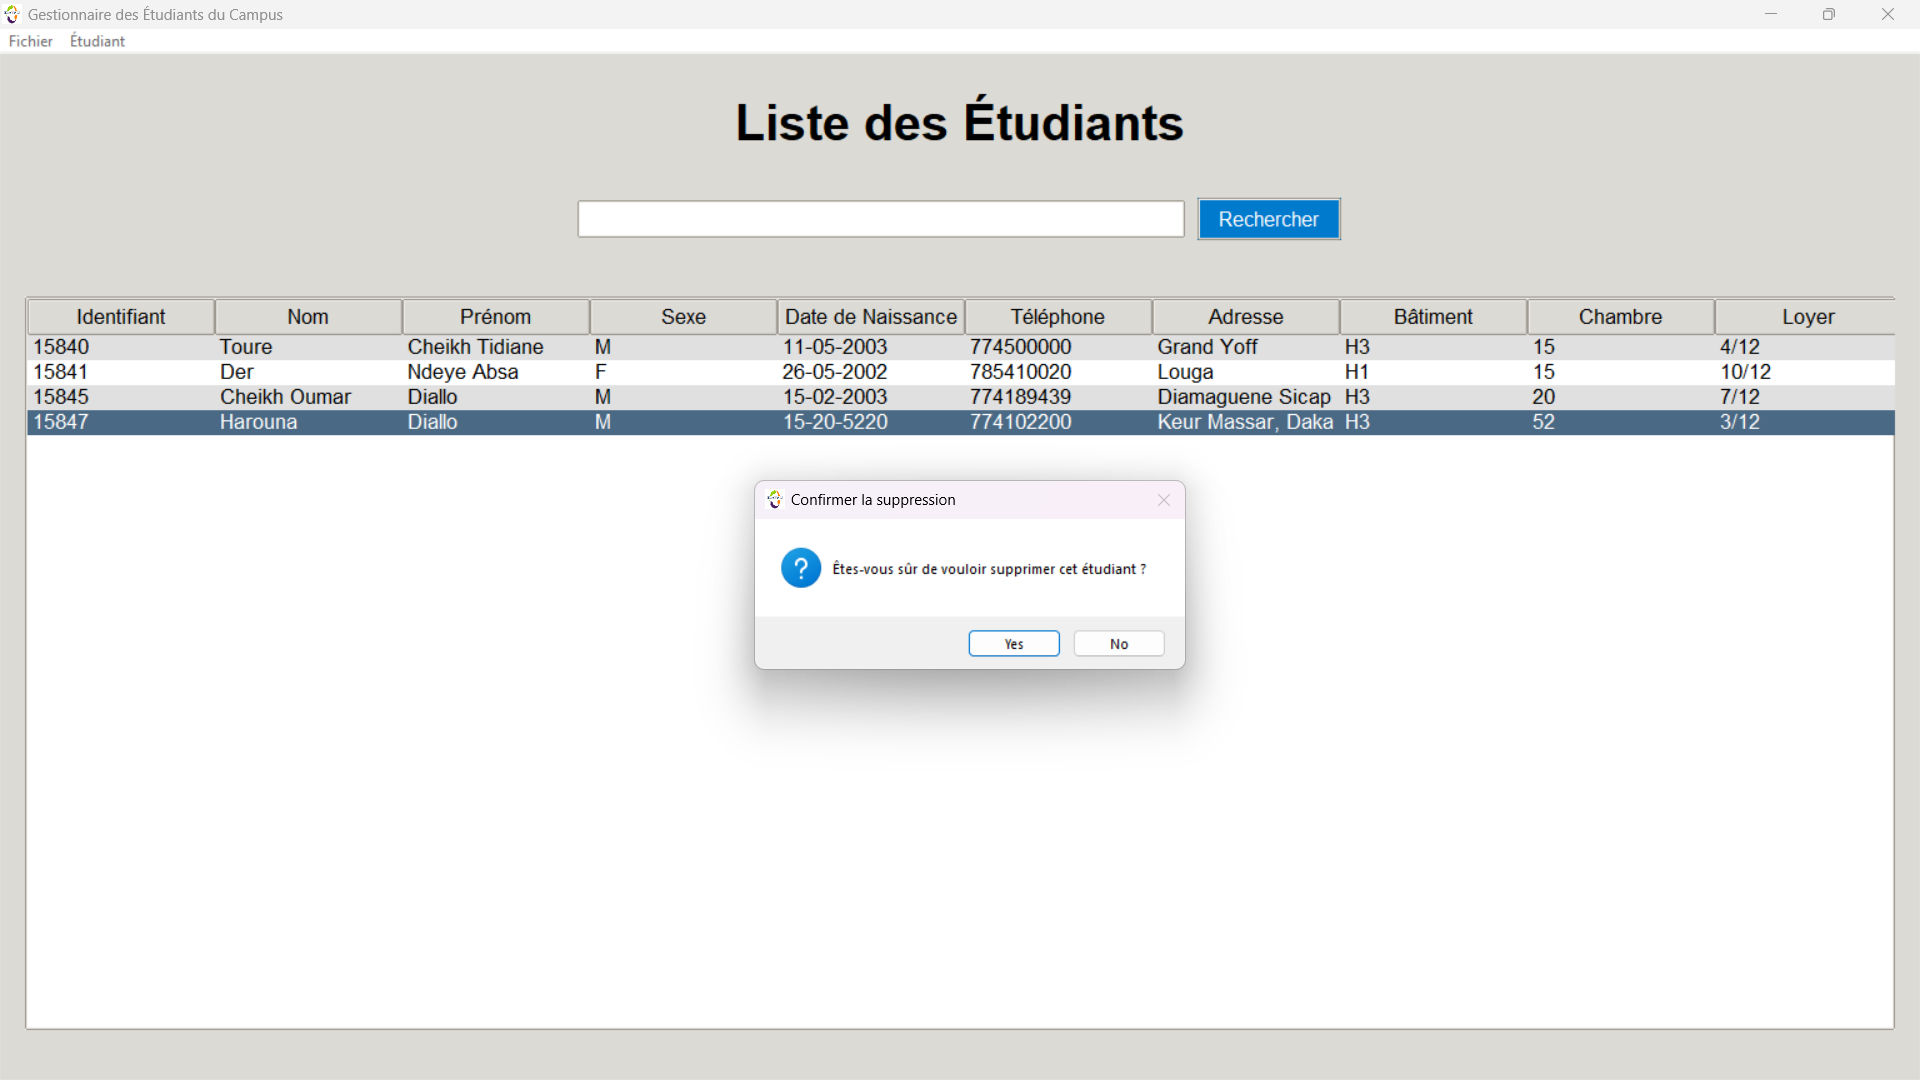 Gestionnaire des Étudiants du Campus
Fichier Étudiant
Liste des Étudiants
Rechercher
Identifiant Nom Prénom Sexe Date de Naissance Téléphone Adresse Bâtiment Chambre Loyer
15840 Toure Cheikh Tidiane M 11-05-2003 774500000 Grand Yoff H3 15 4/12
15841 Der Ndeye Absa F 26-05-2002 785410020 Louga H1 15 10/12
15845 Cheikh Oumar Diallo M 15-02-2003 774189439 Diamaguene Sicap H3 20 7/12
15847 Harouna Diallo M 15-20-5220 774102200 Keur Massar, Daka H3 52 3/12
Confirmer la suppression
Êtes-vous sûr de vouloir supprimer cet étudiant ?
Yes No